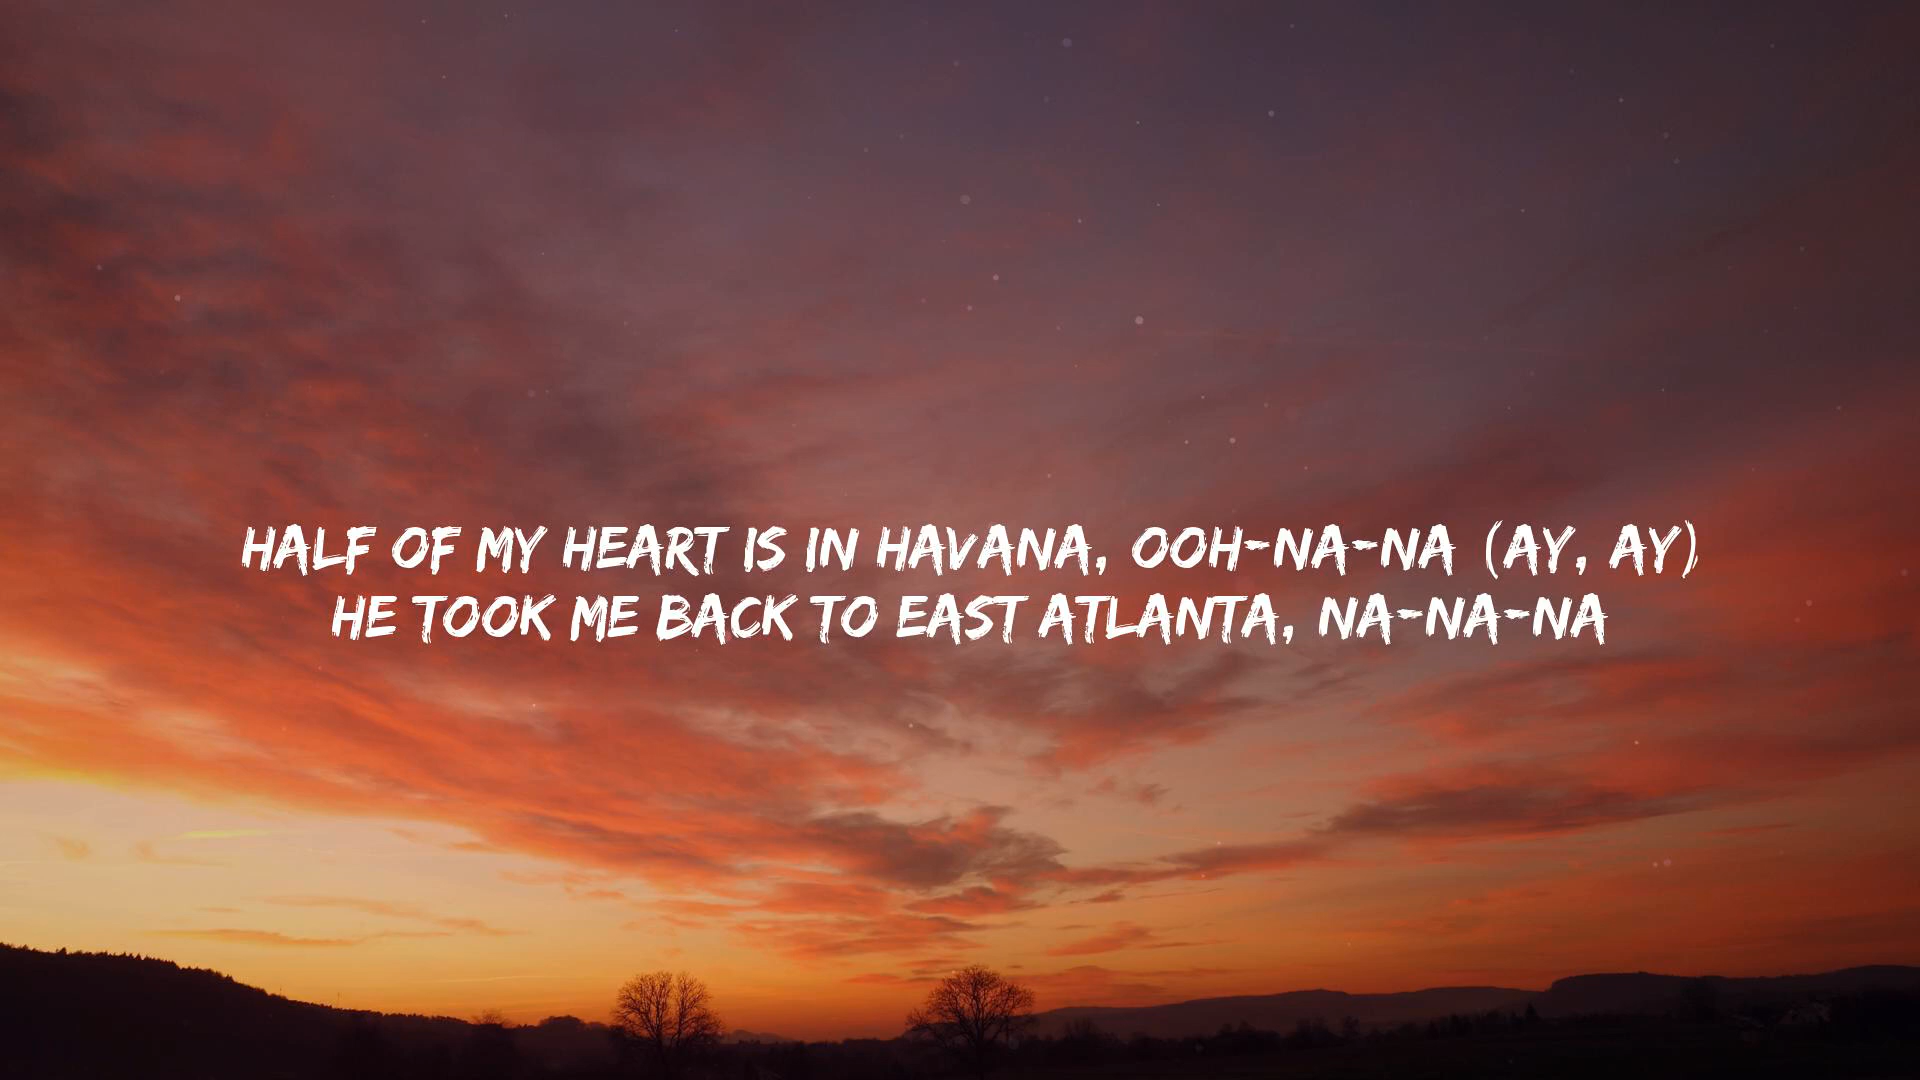 HALF OF MY HEART IS IN HAVANA, OOH-NA-NA (AY, AY)
HE TOOK ME BACK TO EAST ATLANTA, NA-NA-NA